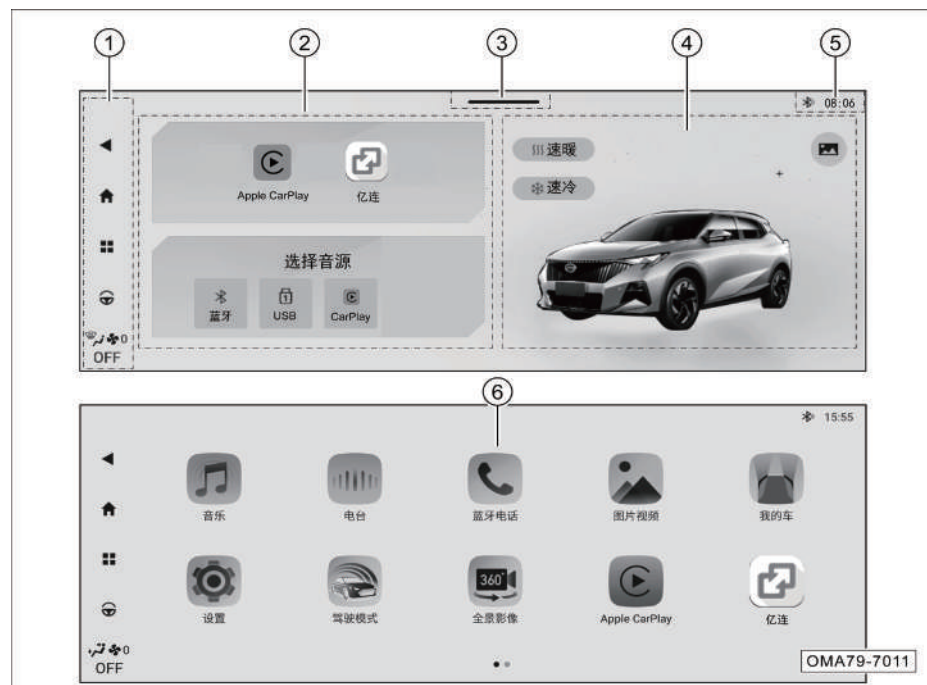 1 2 3 4 5
08:06
Apple CarPlay 亿连
速暖
速冷
选择音源
蓝牙 USB CarPlay
0
OFF
6
15:55
音乐 电台 蓝牙电话 图片视频 我的车
360°
设置 驾驶模式 全景影像 Apple CarPlay 亿连
0
OFF
OMA79-7011